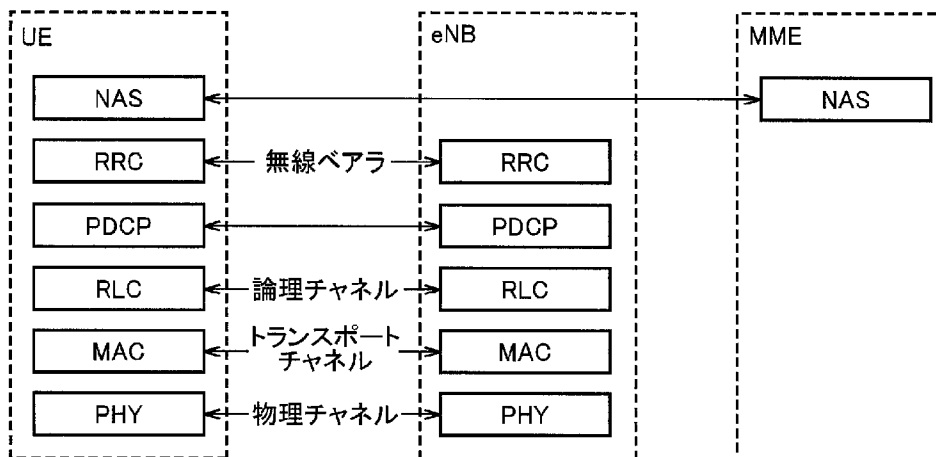 UE
eNB
MME
NAS
NAS
RRC
無線ベアラ
RRC
PDCP
PDCP
RLC
論理チャネル
RLC
MAC
トランスポート
チャネル
MAC
PHY
物理チャネル
PHY